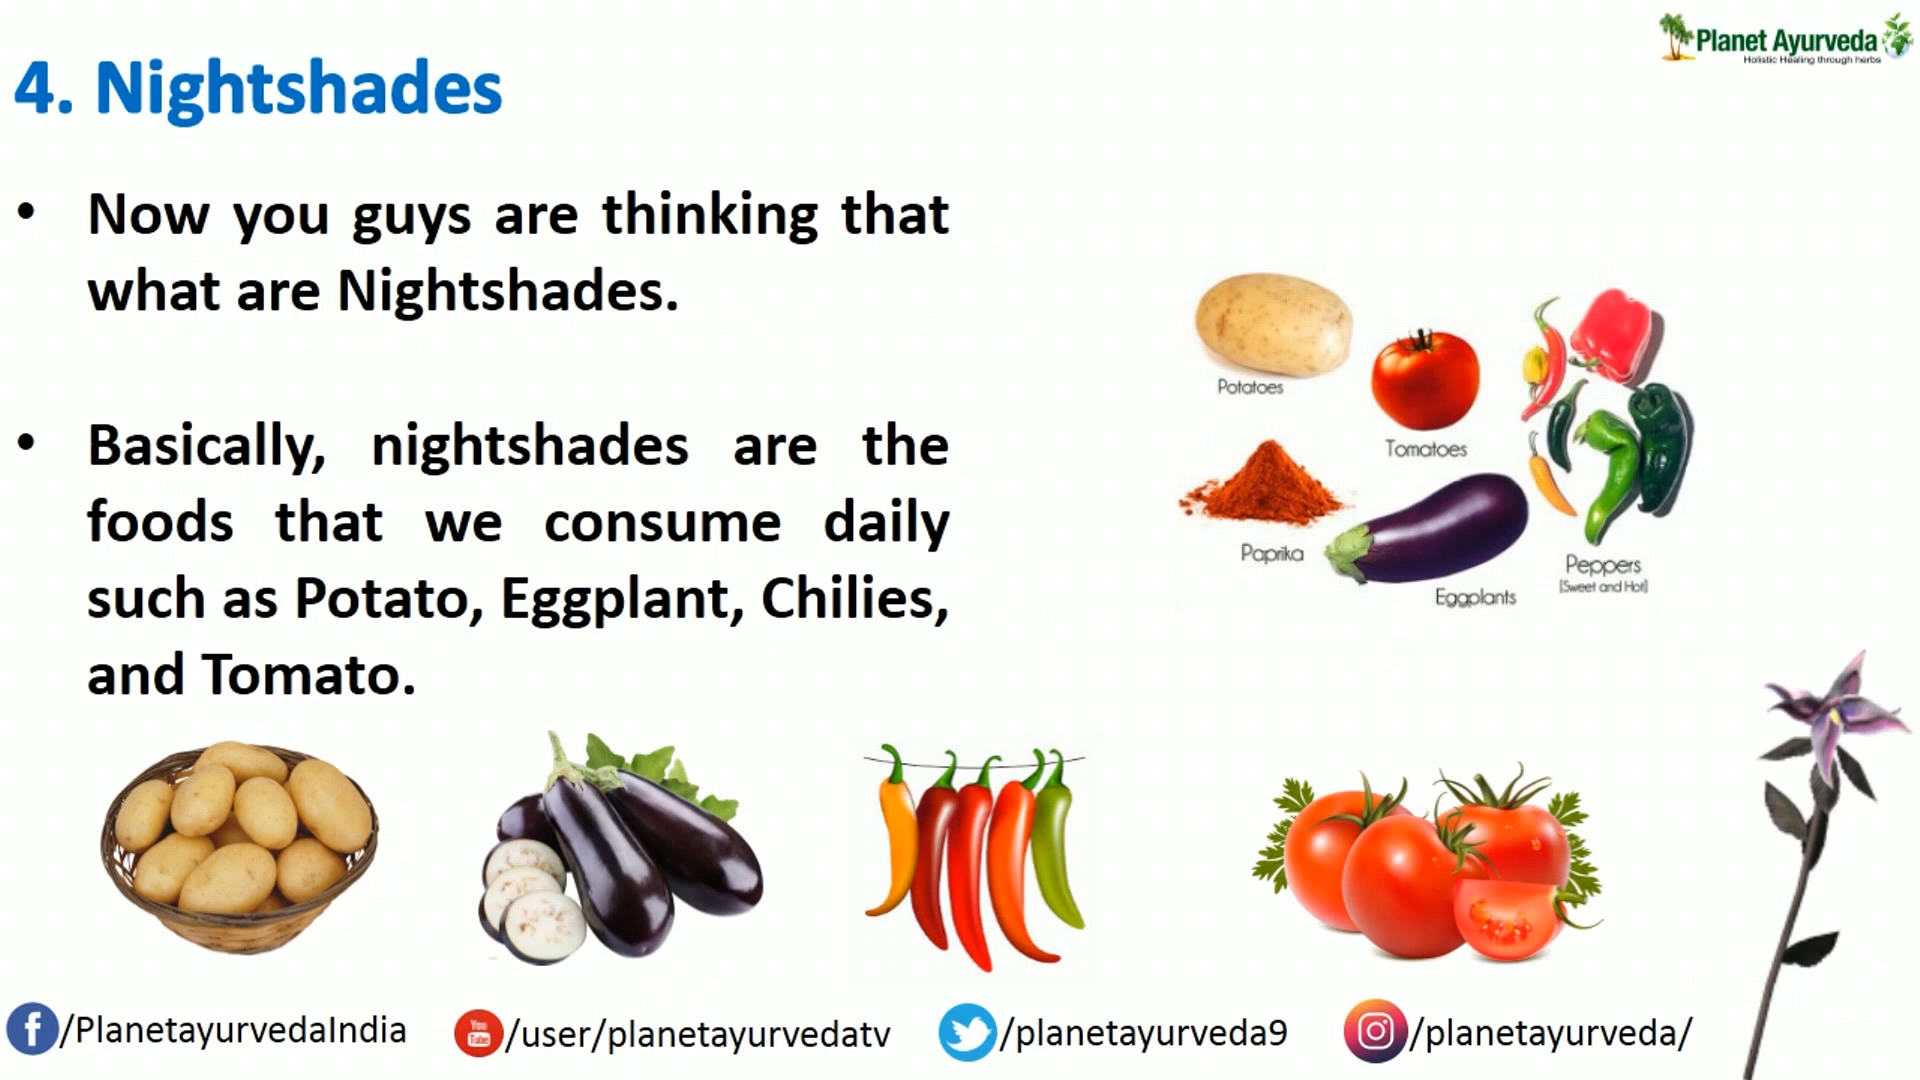 Planet Ayurveda
Holistic Healing through herbs
4. Nightshades
• Now you guys are thinking that
what are Nightshades.
• Basically, nightshades are the
foods that we consume daily
such as Potato, Eggplant, Chilies,
and Tomato.
Potatoes
Tomatoes
Paprika
Eggplants
Peppers
[Sweet and Hot]
f /PlanetayurvedaIndia
You Tube /user/planetayurvedatv
/planetayurveda9
/planetayurveda/